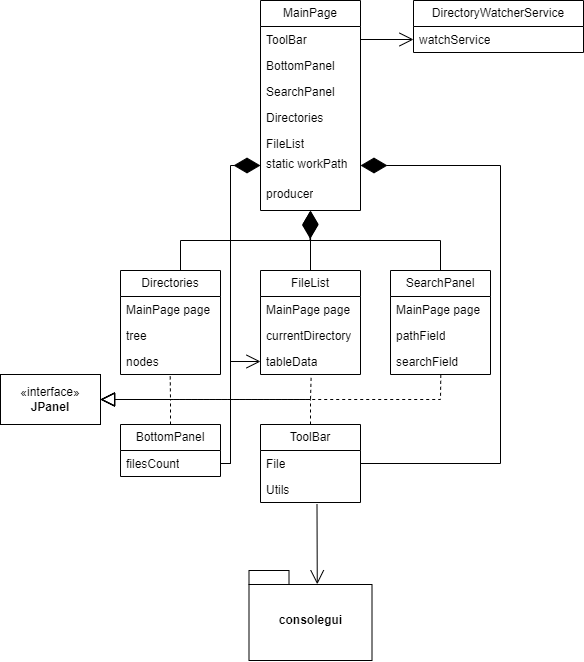 MainPage
ToolBar
BottomPanel
SearchPanel
Directories
FileList
static workPath
producer
DirectoryWatcherService
watchService
Directories
MainPage page
tree
nodes
FileList
MainPage page
currentDirectory
tableData
SearchPanel
MainPage page
pathField
searchField
«interface»
JPanel
BottomPanel
filesCount
ToolBar
File
Utils
consolegui